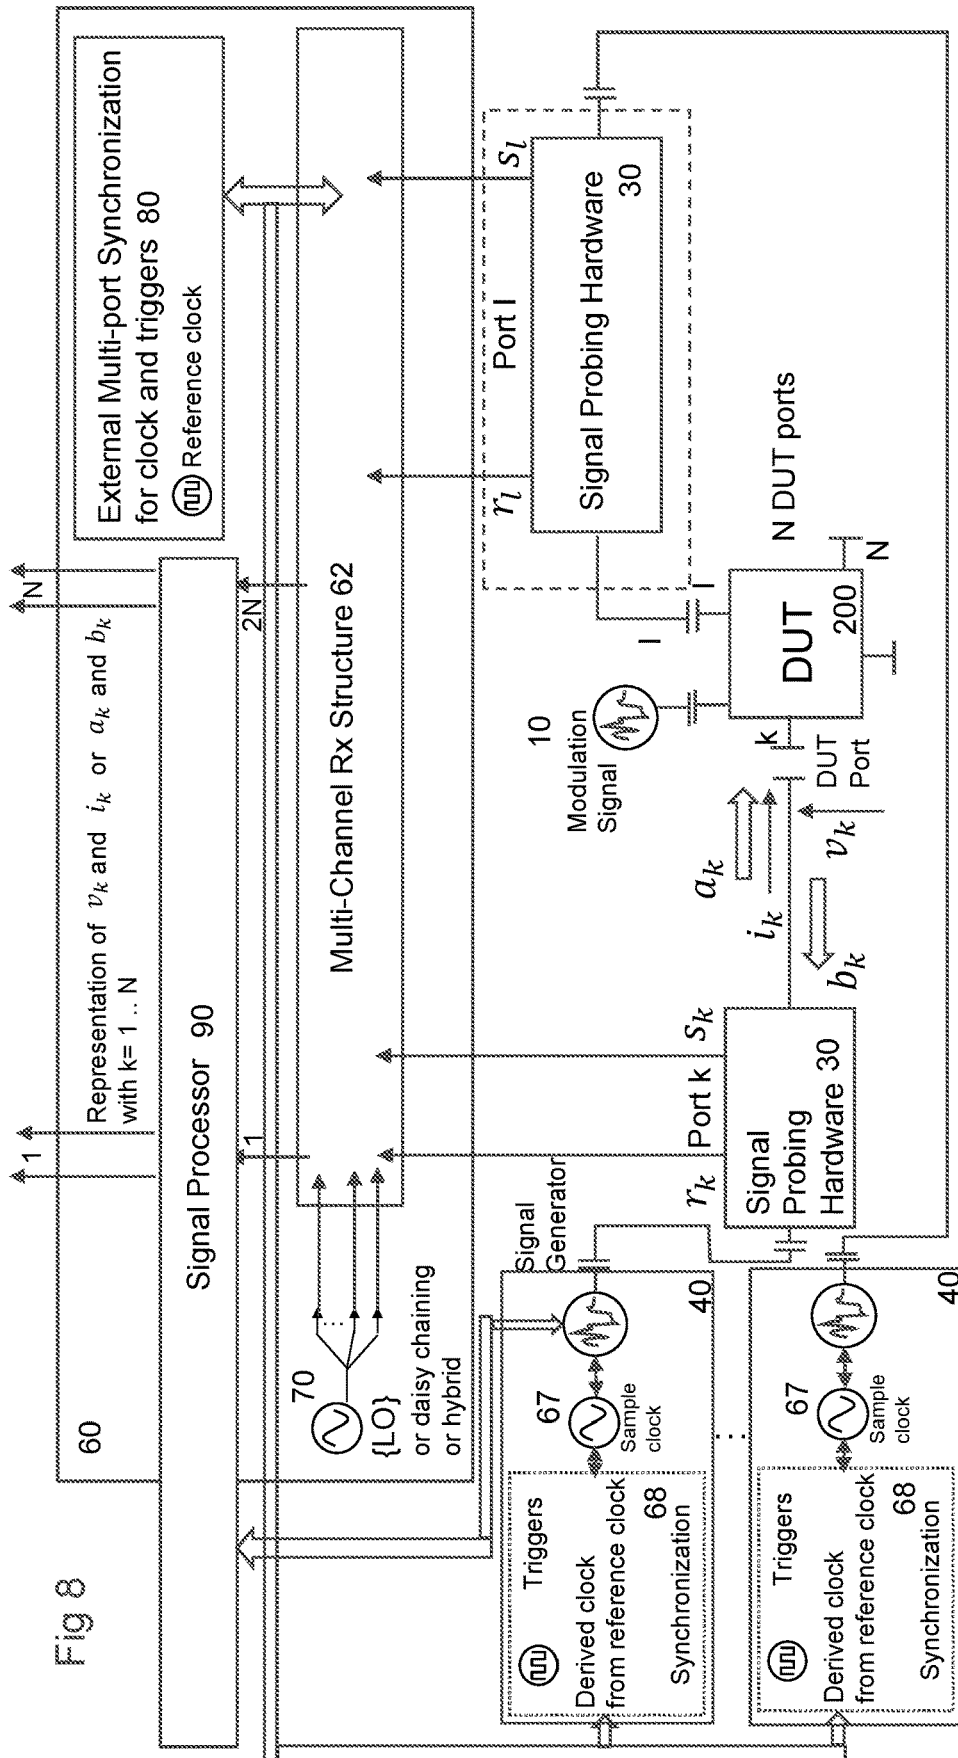 Fig 8
60
External Multi-port Synchronization
for clock and triggers 80
Reference clock
1
Representation of v_k and i_k or a_k and b_k
with k= 1 .. N
N
Signal Processor 90
1
2N
70
{LO}
or daisy chaining
or hybrid
Multi-Channel Rx Structure 62
r_k
Port k
s_k
r_l
Port l
s_l
Signal
Generator
Signal
Probing
Hardware 30
Signal Probing Hardware
30
Triggers
Derived clock
from reference clock
68
Synchronization
67
Sample
clock
40
...
Triggers
Derived clock
from reference clock
68
Synchronization
67
Sample
clock
40
10
Modulation
Signal
a_k
i_k
b_k
v_k
k
DUT
Port
l
l
DUT
200
N
N DUT ports